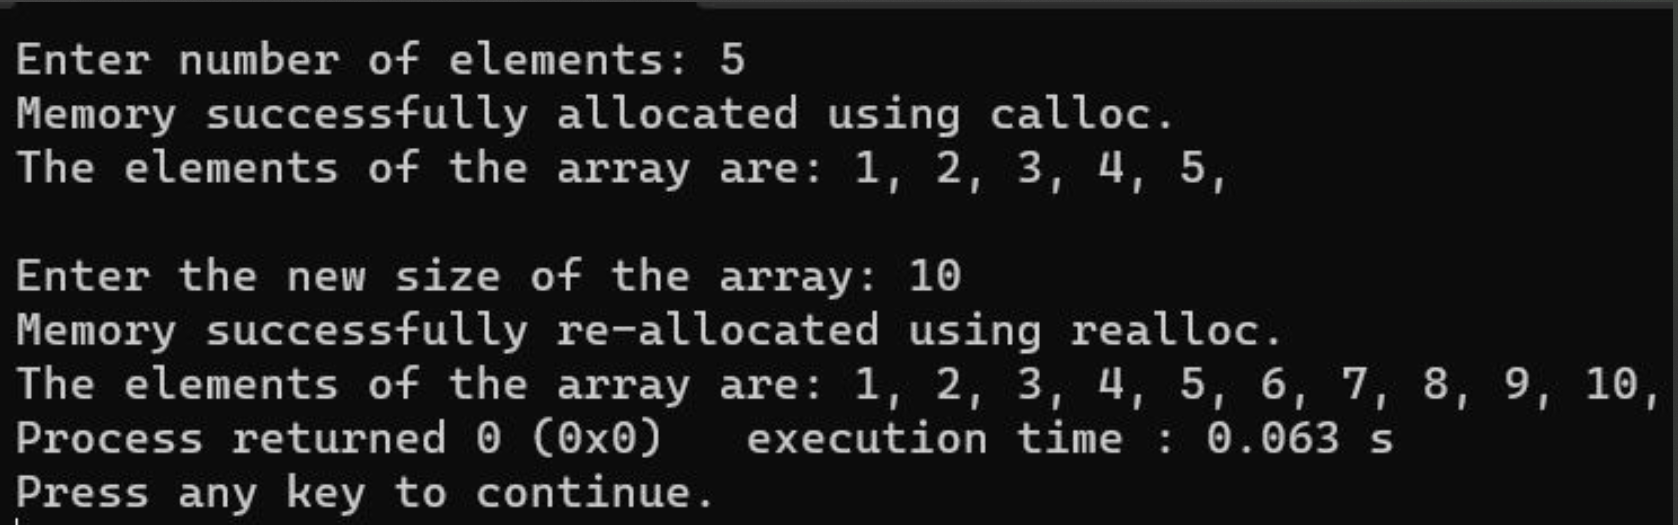 Enter number of elements: 5
Memory successfully allocated using calloc.
The elements of the array are: 1, 2, 3, 4, 5,
Enter the new size of the array: 10
Memory successfully re-allocated using realloc.
The elements of the array are: 1, 2, 3, 4, 5, 6, 7, 8, 9, 10,
Process returned 0 (0x0)   execution time : 0.063 s
Press any key to continue.